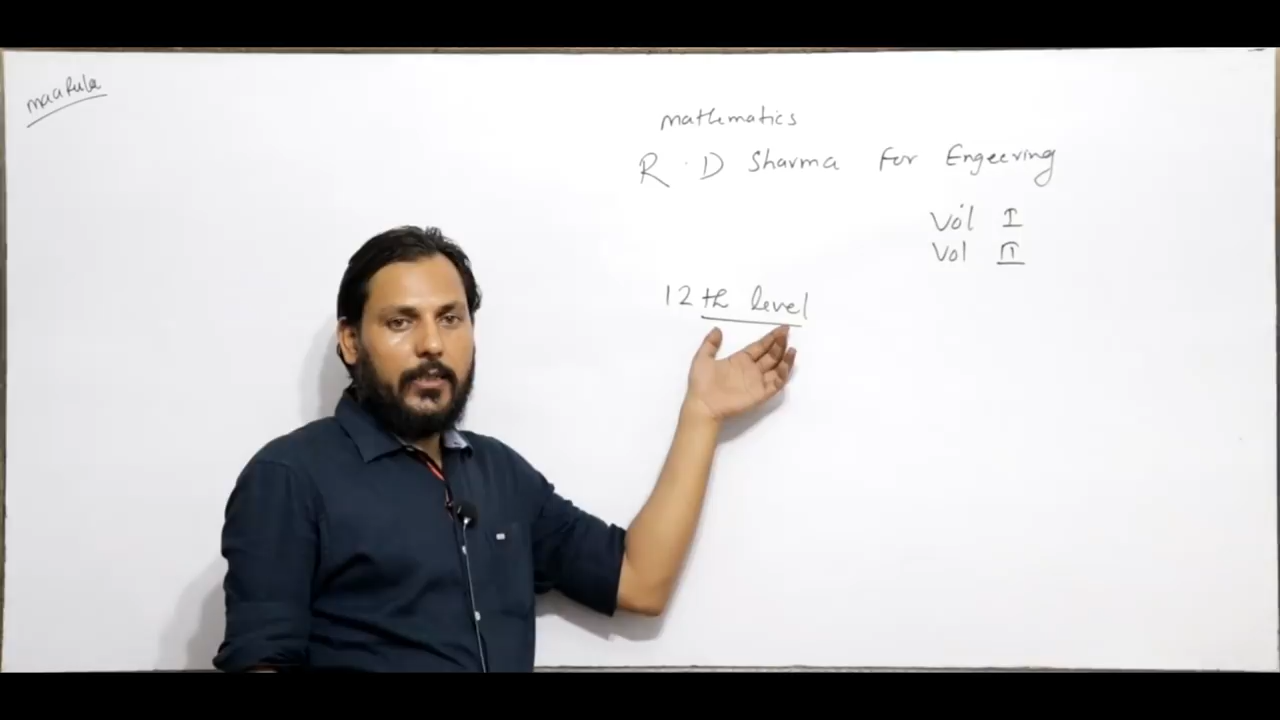 maarula
mathematics
R.D Sharma For Engeering
Vol I
Vol II
12th level